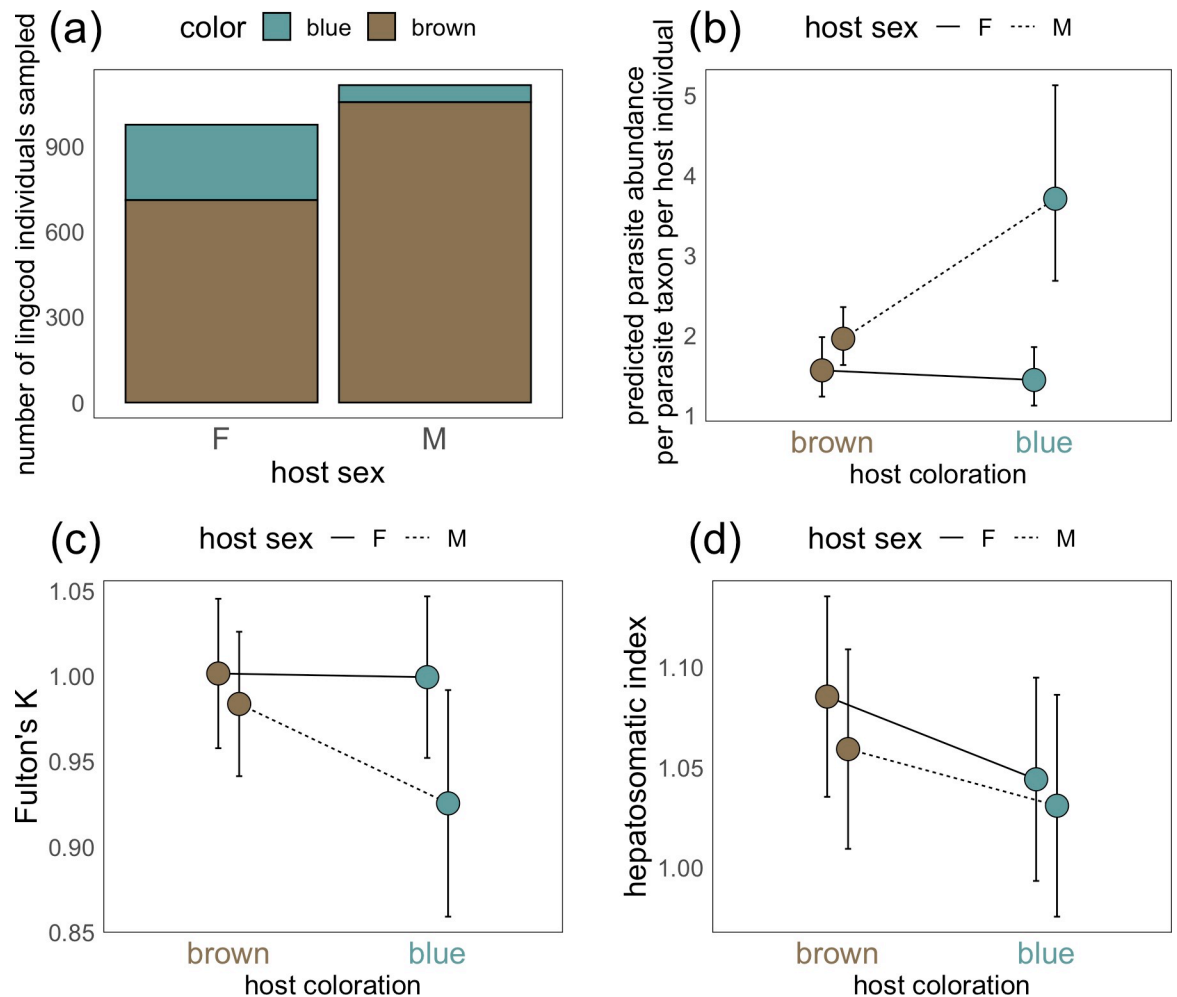 (a)
color blue brown
number of lingcod individuals sampled
900
600
300
0
F M
host sex
(b)
host sex F M
predicted parasite abundance
per parasite taxon per host individual
5
4
3
2
1
brown blue
host coloration
(c)
host sex F M
Fulton's K
1.05
1.00
0.95
0.90
0.85
brown blue
host coloration
(d)
host sex F M
hepatosomatic index
1.10
1.05
1.00
brown blue
host coloration